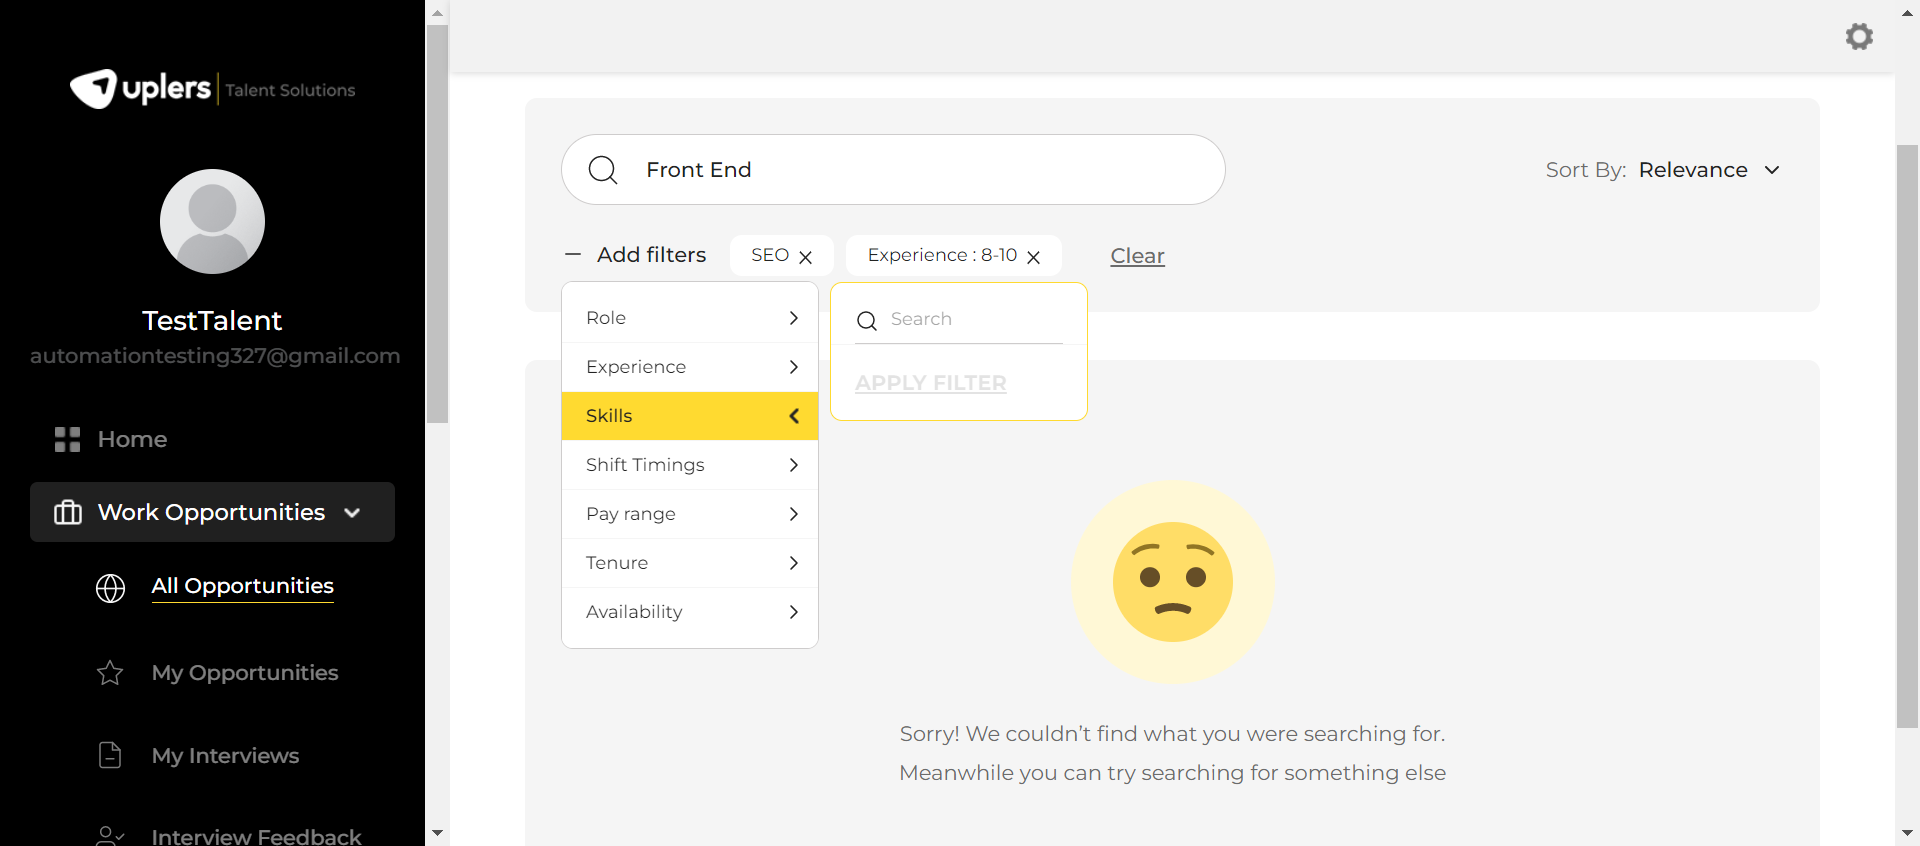 uplers | Talent Solutions
TestTalent
automationtesting327@gmail.com
Home
Work Opportunities
All Opportunities
My Opportunities
My Interviews
Interview Feedback
Front End
Sort By: Relevance
Add filters
SEO
Experience : 8-10
Clear
Role
Experience
Skills
Shift Timings
Pay range
Tenure
Availability
Search
APPLY FILTER
Sorry! We couldn’t find what you were searching for.
Meanwhile you can try searching for something else